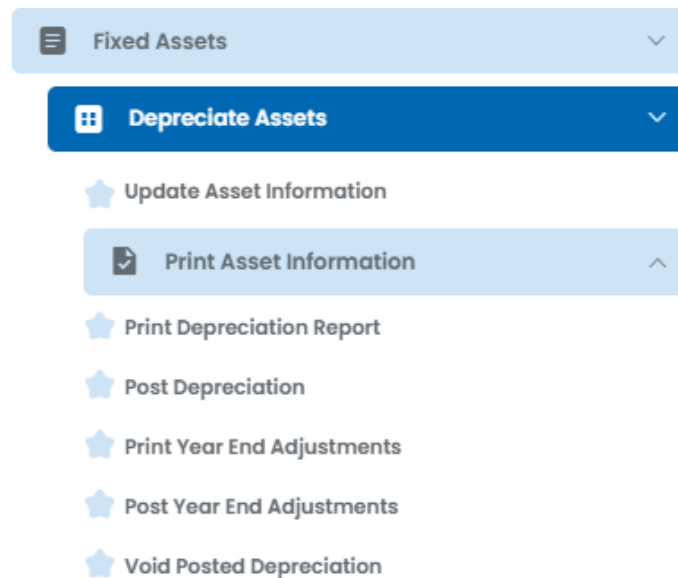 Fixed Assets
Depreciate Assets
Update Asset Information
Print Asset Information
Print Depreciation Report
Post Depreciation
Print Year End Adjustments
Post Year End Adjustments
Void Posted Depreciation